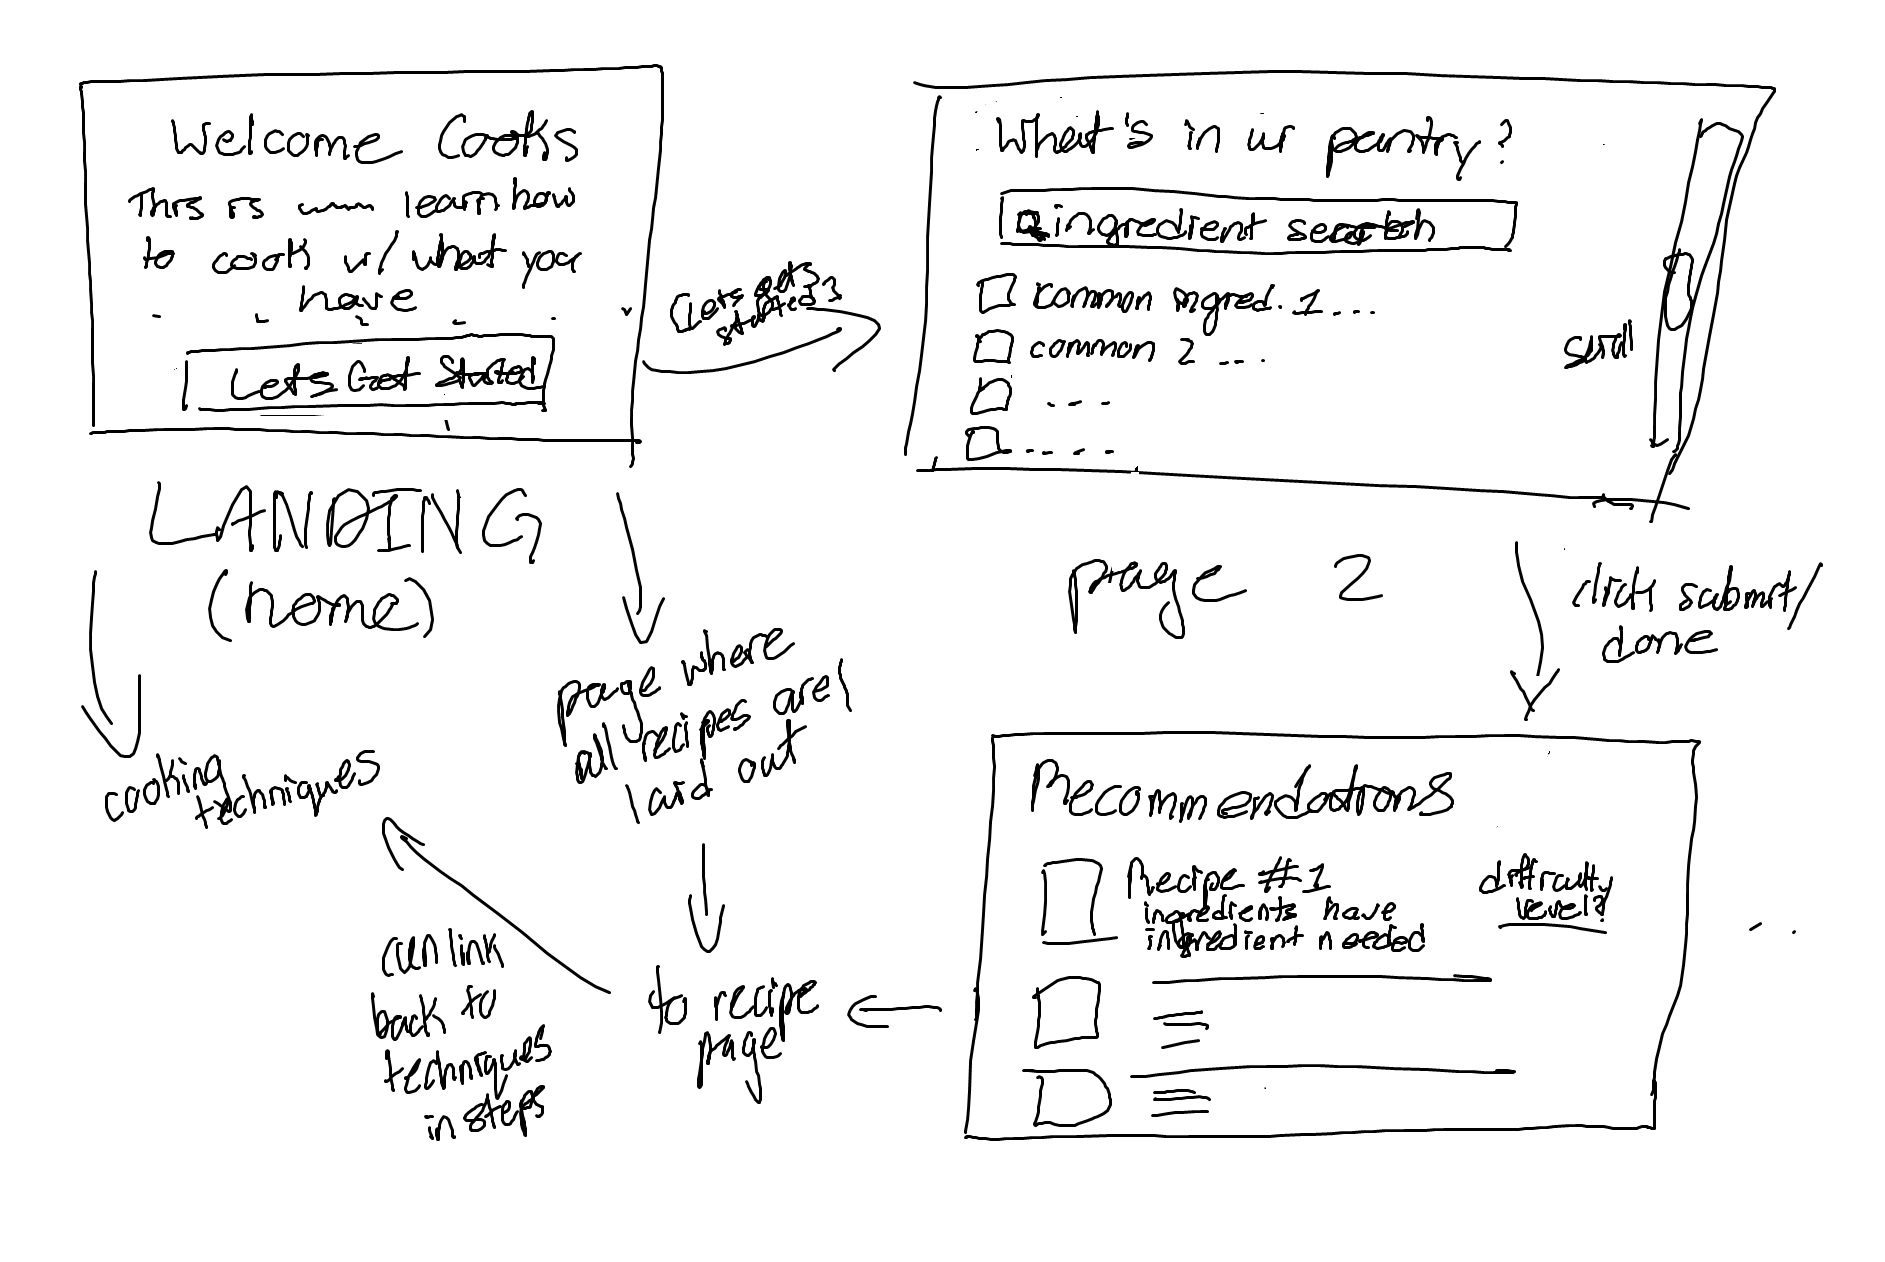 Welcome Cooks
This is learn how
to cook w/ what you
have
Lets Get Started
LANDING
(home)
(Lets gets
started)
What's in ur pantry?
ingredient search
common ingred. 1 ...
common 2 ...
...
.....
scroll
page 2
click submit/
done
cooking
techniques
page where
all recipes are
laid out
to recipe
page
can link
back to
techniques
in steps
Recommendations
Recipe #1
ingredients have
ingredient needed
difficulty
level?